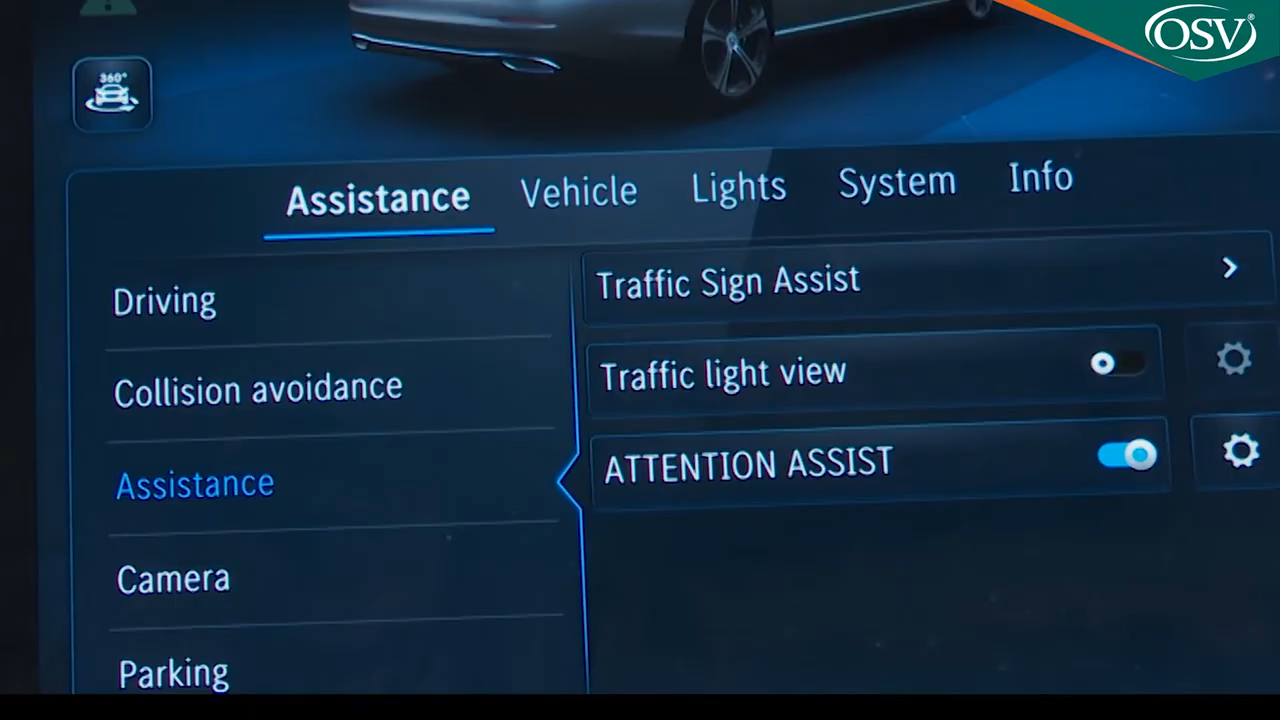 OSV®
360°
Assistance Vehicle Lights System Info
Driving
Collision avoidance
Assistance
Camera
Parking
Traffic Sign Assist
Traffic light view
ATTENTION ASSIST